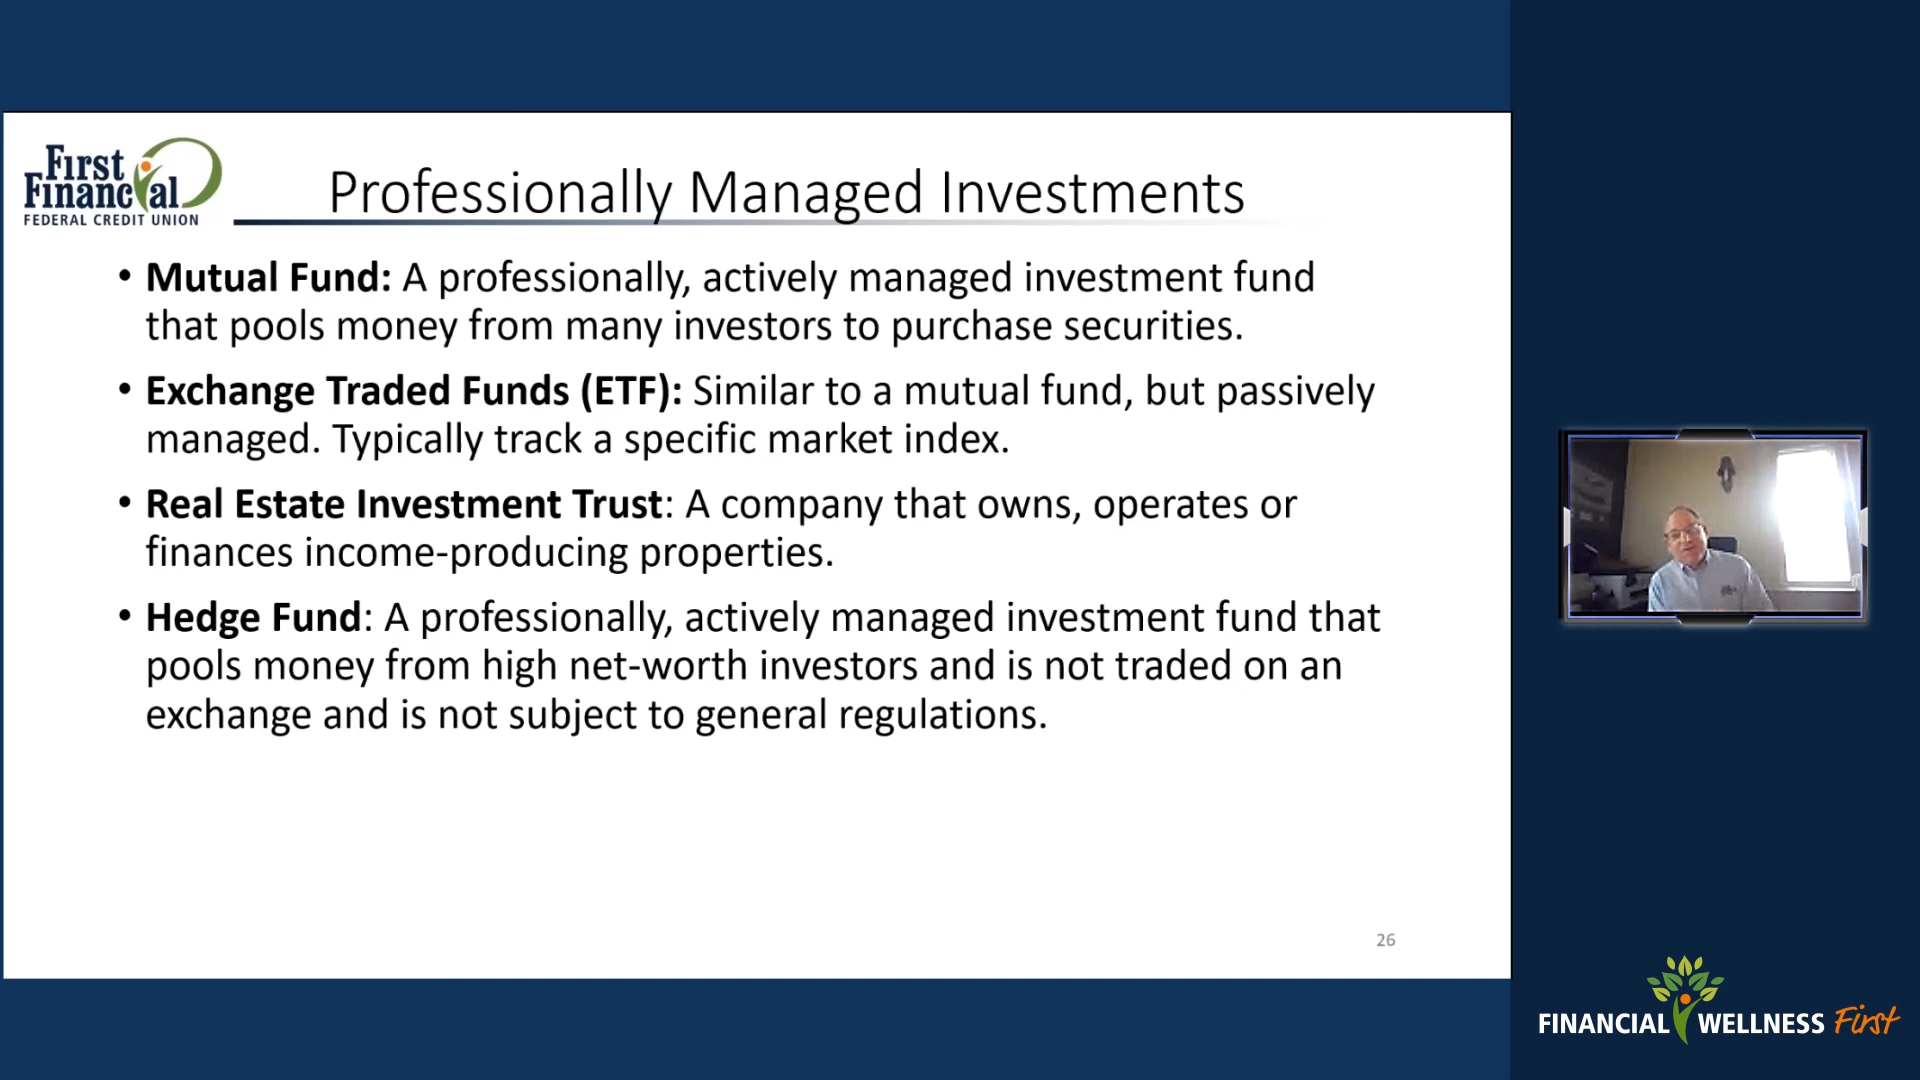 First
Financial
FEDERAL CREDIT UNION
Professionally Managed Investments
• Mutual Fund: A professionally, actively managed investment fund
that pools money from many investors to purchase securities.
• Exchange Traded Funds (ETF): Similar to a mutual fund, but passively
managed. Typically track a specific market index.
• Real Estate Investment Trust: A company that owns, operates or
finances income-producing properties.
• Hedge Fund: A professionally, actively managed investment fund that
pools money from high net-worth investors and is not traded on an
exchange and is not subject to general regulations.
26
FINANCIAL WELLNESS First